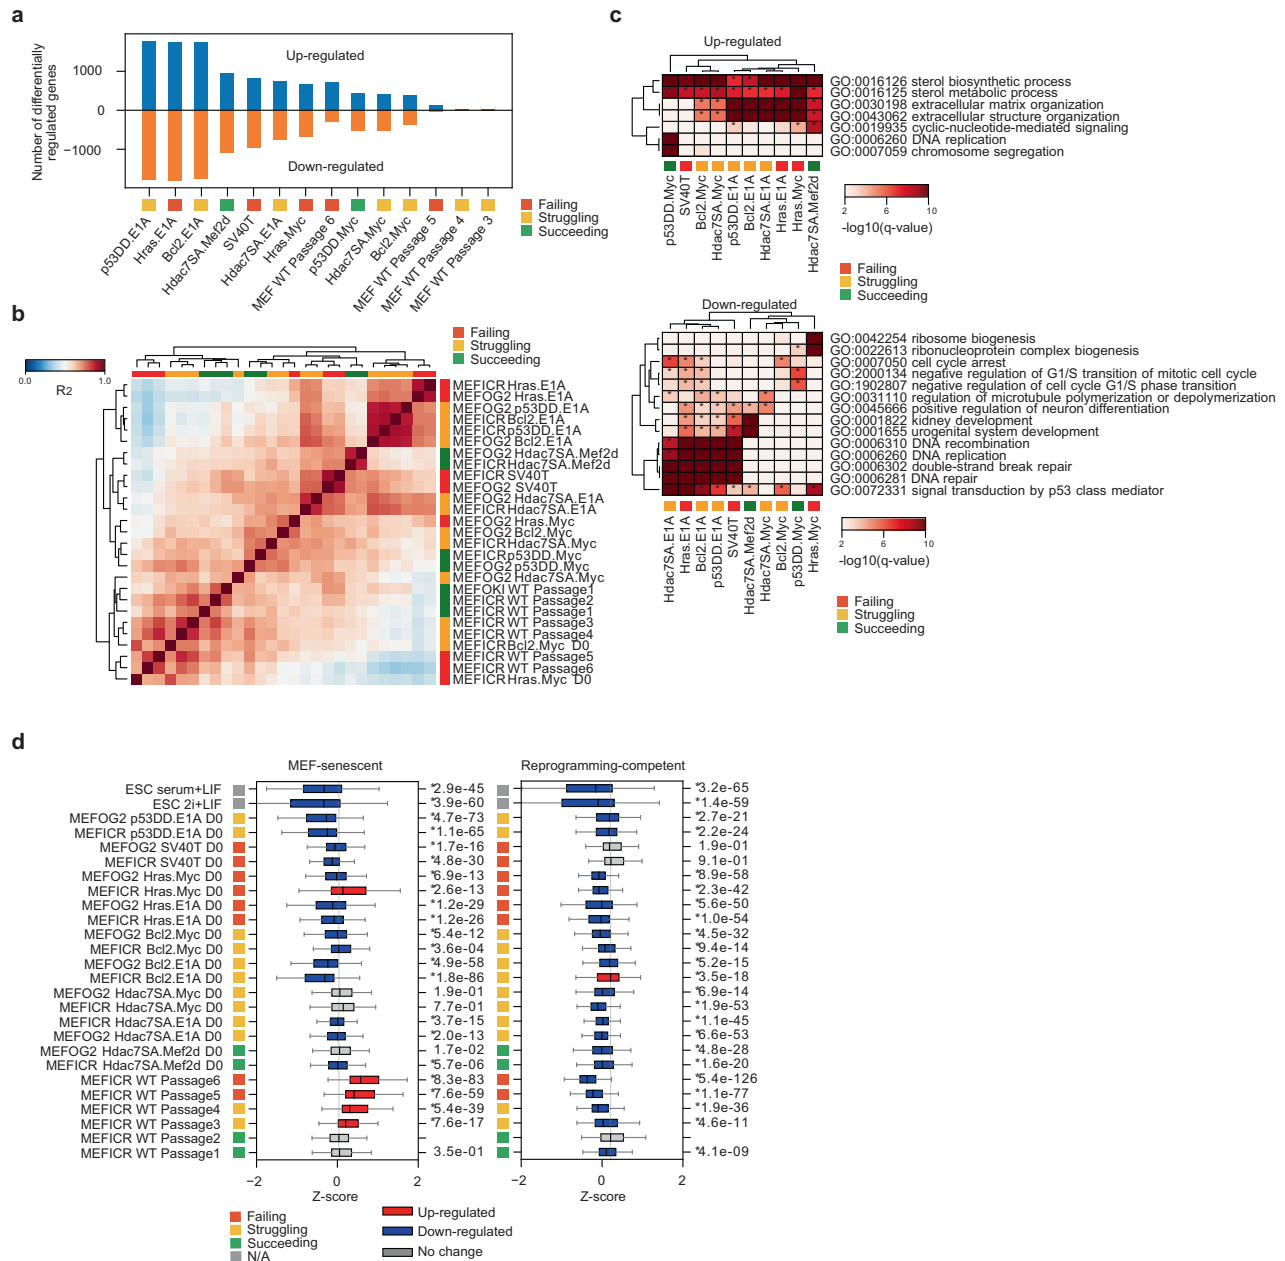 a
Number of differentially
regulated genes
1000
0
−1000
Up-regulated
Down-regulated
p53DD.E1A
Hras.E1A
Bcl2.E1A
Hdac7SA.Mef2d
SV40T
Hdac7SA.E1A
Hras.Myc
MEF WT Passage 6
p53DD.Myc
Hdac7SA.Myc
Bcl2.Myc
MEF WT Passage 5
MEF WT Passage 4
MEF WT Passage 3
Failing
Struggling
Succeeding
b
0.0
1.0
R2
Failing
Struggling
Succeeding
MEFICR Hras.E1A
MEFOG2 Hras.E1A
MEFOG2 p53DD.E1A
MEFICR Bcl2.E1A
MEFICR p53DD.E1A
MEFOG2 Bcl2.E1A
MEFOG2 Hdac7SA.Mef2d
MEFICR Hdac7SA.Mef2d
MEFICR SV40T
MEFOG2 SV40T
MEFOG2 Hdac7SA.E1A
MEFICR Hdac7SA.E1A
MEFOG2 Hras.Myc
MEFOG2 Bcl2.Myc
MEFICR Hdac7SA.Myc
MEFICR p53DD.Myc
MEFOG2 p53DD.Myc
MEFOG2 Hdac7SA.Myc
MEFOKI WT Passage1
MEFICR WT Passage2
MEFICR WT Passage1
MEFICR WT Passage3
MEFICR WT Passage4
MEFICR Bcl2.Myc D0
MEFICR WT Passage5
MEFICR WT Passage6
MEFICR Hras.Myc D0
c
Up-regulated
GO:0016126 sterol biosynthetic process
GO:0016125 sterol metabolic process
GO:0030198 extracellular matrix organization
GO:0043062 extracellular structure organization
GO:0019935 cyclic-nucleotide-mediated signaling
GO:0006260 DNA replication
GO:0007059 chromosome segregation
p53DD.Myc
SV40T
Bcl2.Myc
Hdac7SA.Myc
p53DD.E1A
Bcl2.E1A
Hdac7SA.E1A
Hras.E1A
Hras.Myc
Hdac7SA.Mef2d
2
6
10
-log10(q-value)
Failing
Struggling
Succeeding
Down-regulated
GO:0042254 ribosome biogenesis
GO:0022613 ribonucleoprotein complex biogenesis
GO:0007050 cell cycle arrest
GO:2000134 negative regulation of G1/S transition of mitotic cell cycle
GO:1902807 negative regulation of cell cycle G1/S phase transition
GO:0031110 regulation of microtubule polymerization or depolymerization
GO:0045666 positive regulation of neuron differentiation
GO:0001822 kidney development
GO:0001655 urogenital system development
GO:0006310 DNA recombination
GO:0006260 DNA replication
GO:0006302 double-strand break repair
GO:0006281 DNA repair
GO:0072331 signal transduction by p53 class mediator
Hdac7SA.E1A
Hras.E1A
Bcl2.E1A
p53DD.E1A
SV40T
Hdac7SA.Mef2d
Hdac7SA.Myc
Bcl2.Myc
p53DD.Myc
Hras.Myc
2
6
10
-log10(q-value)
Failing
Struggling
Succeeding
d
MEF-senescent
Reprogramming-competent
ESC serum+LIF *2.9e-45 *3.2e-65
ESC 2i+LIF *3.9e-60 *1.4e-59
MEFOG2 p53DD.E1A D0 *4.7e-73 *2.7e-21
MEFICR p53DD.E1A D0 *1.1e-65 *2.2e-24
MEFOG2 SV40T D0 *1.7e-16 1.9e-01
MEFICR SV40T D0 *4.8e-30 9.1e-01
MEFOG2 Hras.Myc D0 *6.9e-13 *8.9e-58
MEFICR Hras.Myc D0 *2.6e-13 *2.3e-42
MEFOG2 Hras.E1A D0 *1.2e-29 *5.6e-50
MEFICR Hras.E1A D0 *1.2e-26 *1.0e-54
MEFOG2 Bcl2.Myc D0 *5.4e-12 *4.5e-32
MEFICR Bcl2.Myc D0 *3.6e-04 *9.4e-14
MEFOG2 Bcl2.E1A D0 *4.9e-58 *5.2e-15
MEFICR Bcl2.E1A D0 *1.8e-86 *3.5e-18
MEFOG2 Hdac7SA.Myc D0 1.9e-01 *6.9e-14
MEFICR Hdac7SA.Myc D0 7.7e-01 *1.9e-53
MEFICR Hdac7SA.E1A D0 *3.7e-15 *1.1e-45
MEFOG2 Hdac7SA.E1A D0 *2.0e-13 *6.6e-53
MEFOG2 Hdac7SA.Mef2d D0 1.7e-02 *4.8e-28
MEFICR Hdac7SA.Mef2d D0 *5.7e-06 *1.6e-20
MEFICR WT Passage6 *8.3e-83 *5.4e-126
MEFICR WT Passage5 *7.6e-59 *1.1e-77
MEFICR WT Passage4 *5.4e-39 *1.9e-36
MEFICR WT Passage3 *7.6e-17 *4.6e-11
MEFICR WT Passage2
MEFICR WT Passage1 3.5e-01 *4.1e-09
−2 0 2 −2 0 2
Z-score Z-score
Failing
Struggling
Succeeding
N/A
Up-regulated
Down-regulated
No change